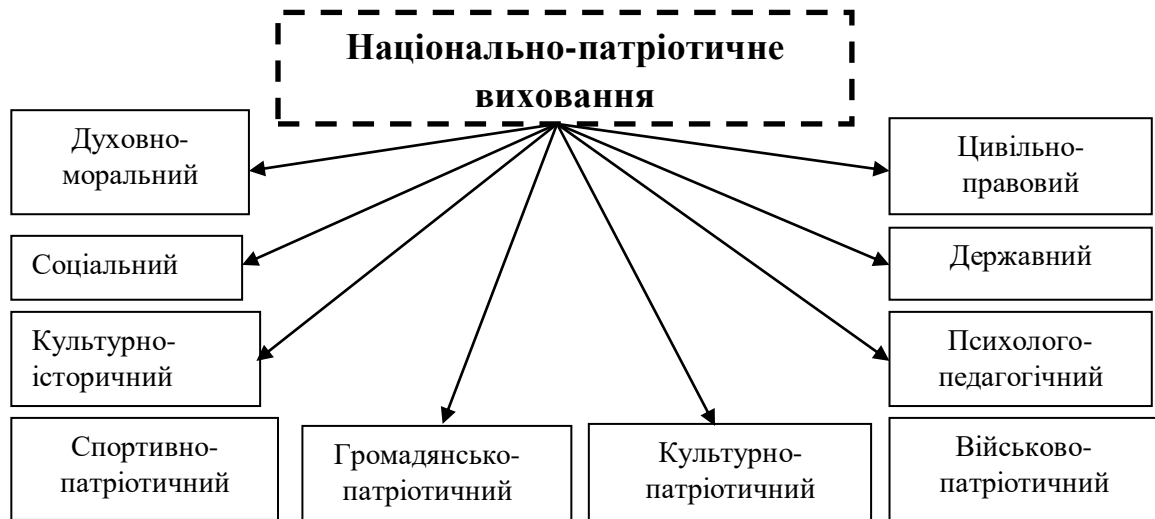 Національно-патріотичне
виховання
Духовно-
моральний
Цивільно-
правовий
Соціальний
Державний
Культурно-
історичний
Психолого-
педагогічний
Спортивно-
патріотичний
Громадянсько-
патріотичний
Культурно-
патріотичний
Військово-
патріотичний